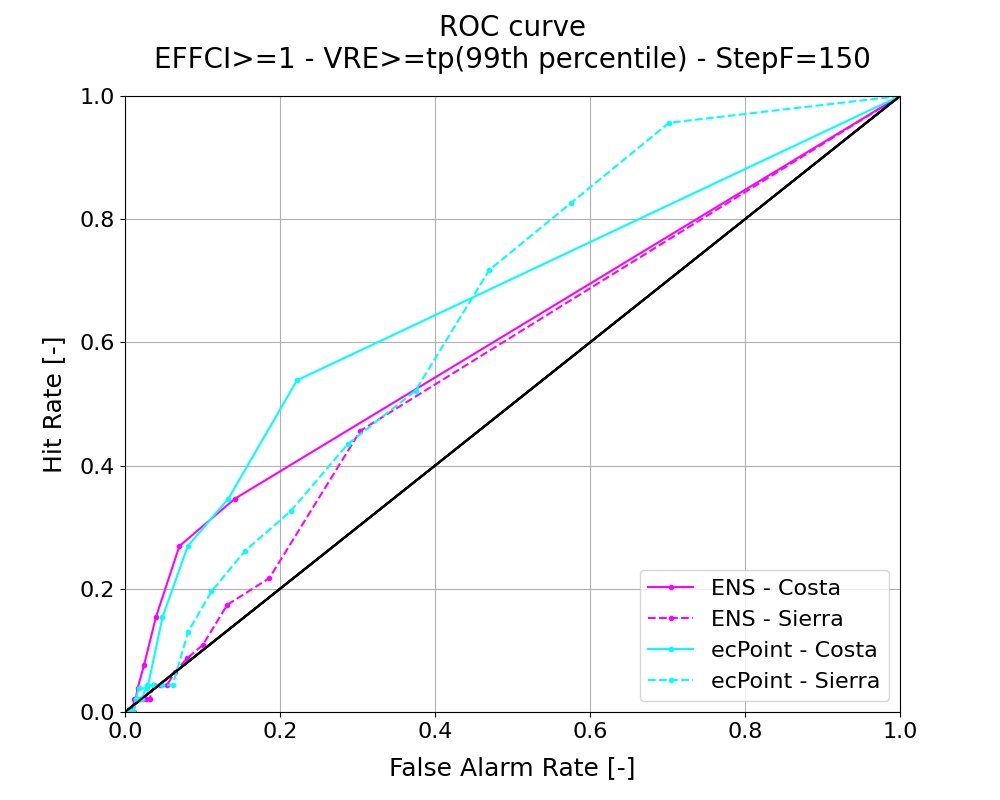 ROC curve
EFFCI>=1 - VRE>=tp(99th percentile) - StepF=150
1.0
0.8
0.6
0.4
0.2
0.0
Hit Rate [-]
0.0 0.2 0.4 0.6 0.8 1.0
False Alarm Rate [-]
ENS - Costa
ENS - Sierra
ecPoint - Costa
ecPoint - Sierra